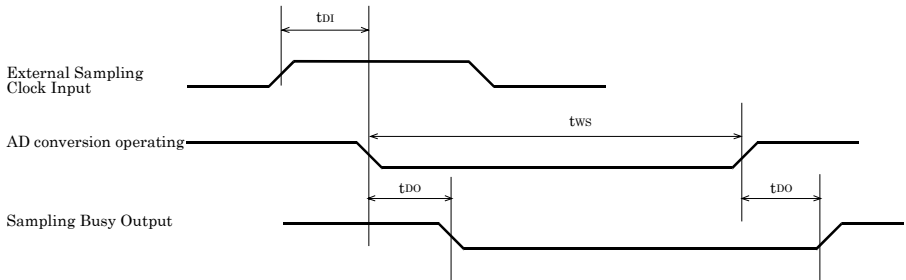 tDI
External Sampling
Clock Input
tWS
AD conversion operating
tDO
tDO
Sampling Busy Output